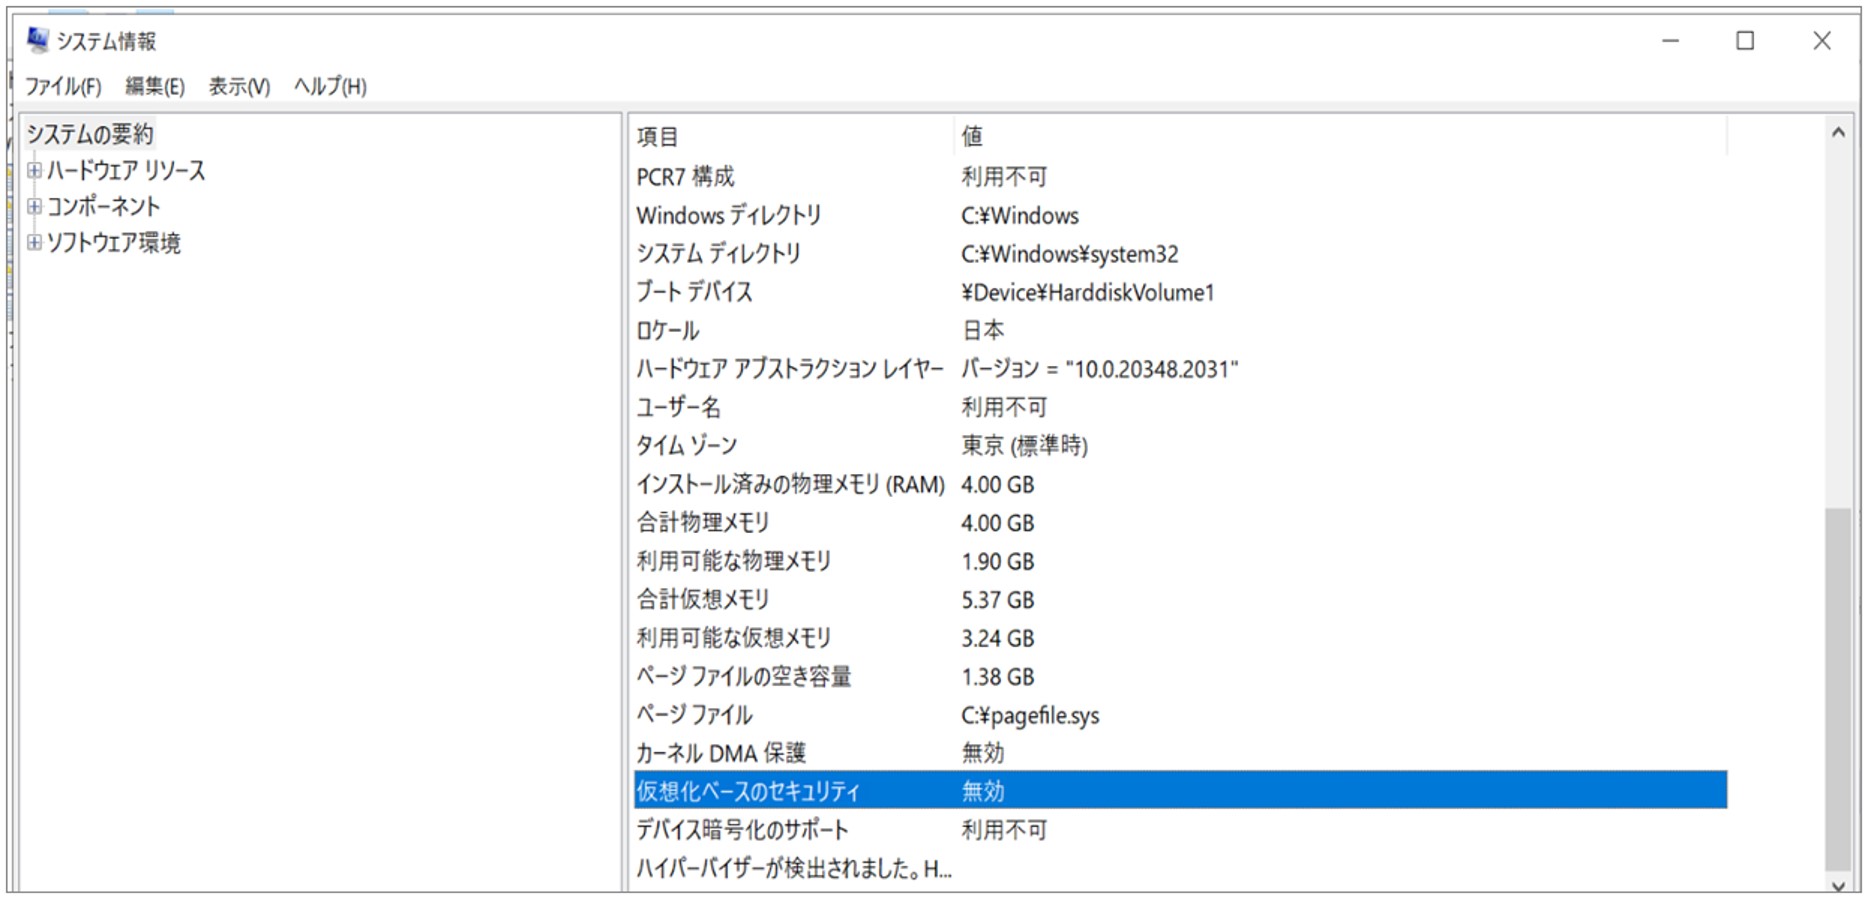 システム情報
ファイル(F) 編集(E) 表示(V) ヘルプ(H)
システムの要約
ハードウェア リソース
コンポーネント
ソフトウェア環境
項目 値
PCR7 構成 利用不可
Windows ディレクトリ C:¥Windows
システム ディレクトリ C:¥Windows¥system32
ブート デバイス ¥Device¥HarddiskVolume1
ロケール 日本
ハードウェア アブストラクション レイヤー バージョン = "10.0.20348.2031"
ユーザー名 利用不可
タイム ゾーン 東京 (標準時)
インストール済みの物理メモリ (RAM) 4.00 GB
合計物理メモリ 4.00 GB
利用可能な物理メモリ 1.90 GB
合計仮想メモリ 5.37 GB
利用可能な仮想メモリ 3.24 GB
ページ ファイルの空き容量 1.38 GB
ページ ファイル C:¥pagefile.sys
カーネル DMA 保護 無効
仮想化ベースのセキュリティ 無効
デバイス暗号化のサポート 利用不可
ハイパーバイザーが検出されました。H...